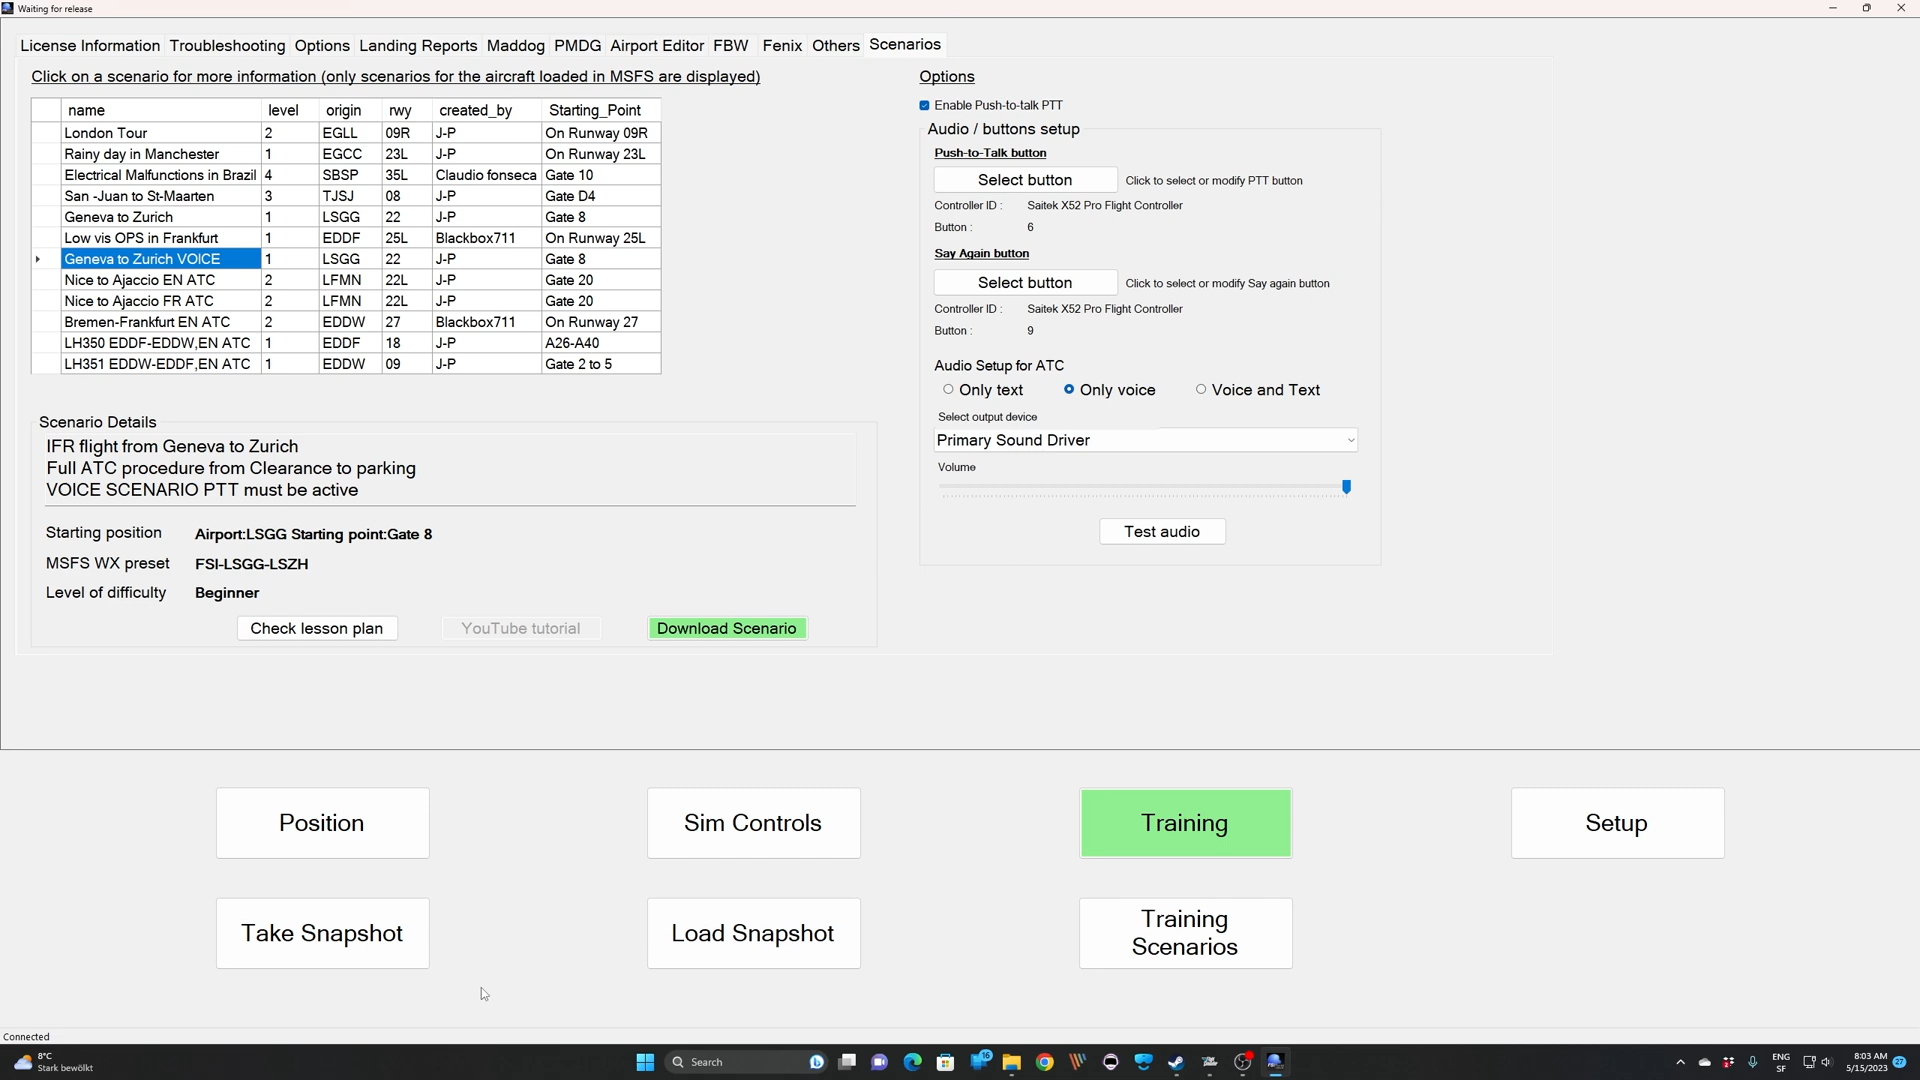 Waiting for release
License Information Troubleshooting Options Landing Reports Maddog PMDG Airport Editor FBW Fenix Others Scenarios
Click on a scenario for more information (only scenarios for the aircraft loaded in MSFS are displayed)
name level origin rwy created_by Starting_Point
London Tour 2 EGLL 09R J-P On Runway 09R
Rainy day in Manchester 1 EGCC 23L J-P On Runway 23L
Electrical Malfunctions in Brazil 4 SBSP 35L Claudio fonseca Gate 10
San -Juan to St-Maarten 3 TJSJ 08 J-P Gate D4
Geneva to Zurich 1 LSGG 22 J-P Gate 8
Low vis OPS in Frankfurt 1 EDDF 25L Blackbox711 On Runway 25L
Geneva to Zurich VOICE 1 LSGG 22 J-P Gate 8
Nice to Ajaccio EN ATC 2 LFMN 22L J-P Gate 20
Nice to Ajaccio FR ATC 2 LFMN 22L J-P Gate 20
Bremen-Frankfurt EN ATC 2 EDDW 27 Blackbox711 On Runway 27
LH350 EDDF-EDDW,EN ATC 1 EDDF 18 J-P A26-A40
LH351 EDDW-EDDF,EN ATC 1 EDDW 09 J-P Gate 2 to 5
Scenario Details
IFR flight from Geneva to Zurich
Full ATC procedure from Clearance to parking
VOICE SCENARIO PTT must be active
Starting position Airport:LSGG Starting point:Gate 8
MSFS WX preset FSI-LSGG-LSZH
Level of difficulty Beginner
Check lesson plan YouTube tutorial Download Scenario
Options
Enable Push-to-talk PTT
Audio / buttons setup
Push-to-Talk button
Select button Click to select or modify PTT button
Controller ID : Saitek X52 Pro Flight Controller
Button : 6
Say Again button
Select button Click to select or modify Say again button
Controller ID : Saitek X52 Pro Flight Controller
Button : 9
Audio Setup for ATC
Only text Only voice Voice and Text
Select output device
Primary Sound Driver
Volume
Test audio
Position Sim Controls Training Setup
Take Snapshot Load Snapshot Training
Scenarios
Connected
8°C
Stark bewölkt
Search
16
ENG
SF
8:03 AM
5/15/2023
27